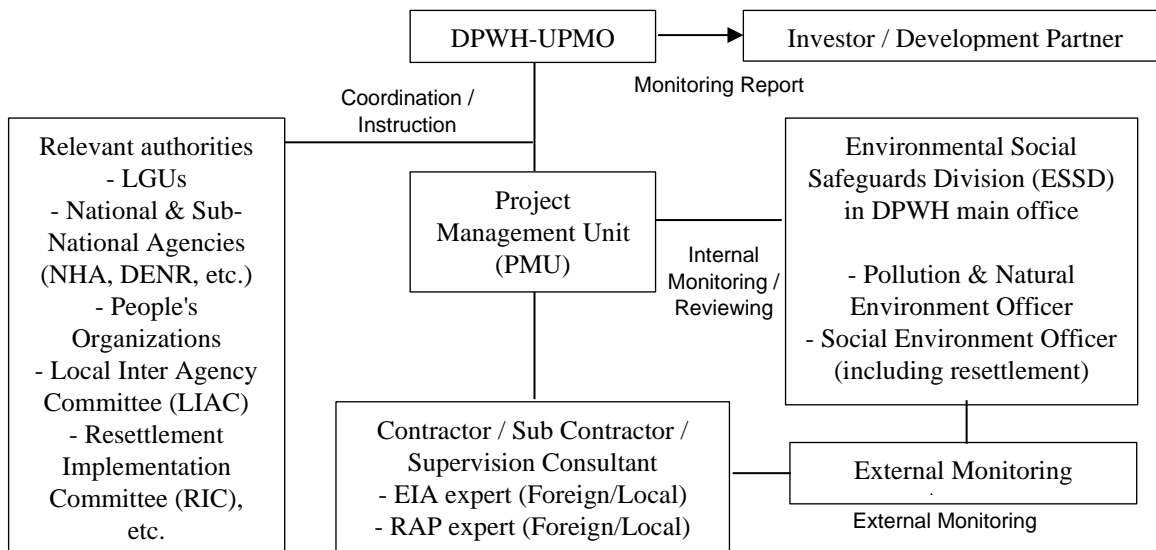 DPWH-UPMO
Investor / Development Partner
Monitoring Report
Coordination /
Instruction
Relevant authorities
- LGUs
- National & Sub-
National Agencies
(NHA, DENR, etc.)
- People's
Organizations
- Local Inter Agency
Committee (LIAC)
- Resettlement
Implementation
Committee (RIC),
etc.
Project
Management Unit
(PMU)
Internal
Monitoring /
Reviewing
Environmental Social
Safeguards Division (ESSD)
in DPWH main office
- Pollution & Natural
Environment Officer
- Social Environment Officer
(including resettlement)
Contractor / Sub Contractor /
Supervision Consultant
- EIA expert (Foreign/Local)
- RAP expert (Foreign/Local)
External Monitoring
External Monitoring